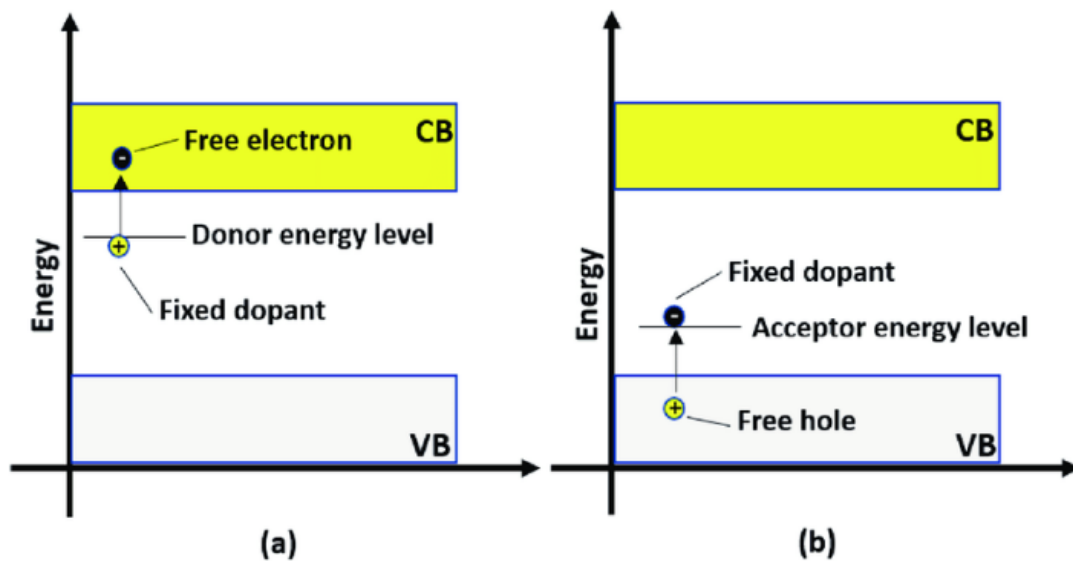 Energy
CB
Free electron
-
Donor energy level
+
Fixed dopant
VB
(a)
Energy
CB
Fixed dopant
-
Acceptor energy level
+
Free hole
VB
(b)